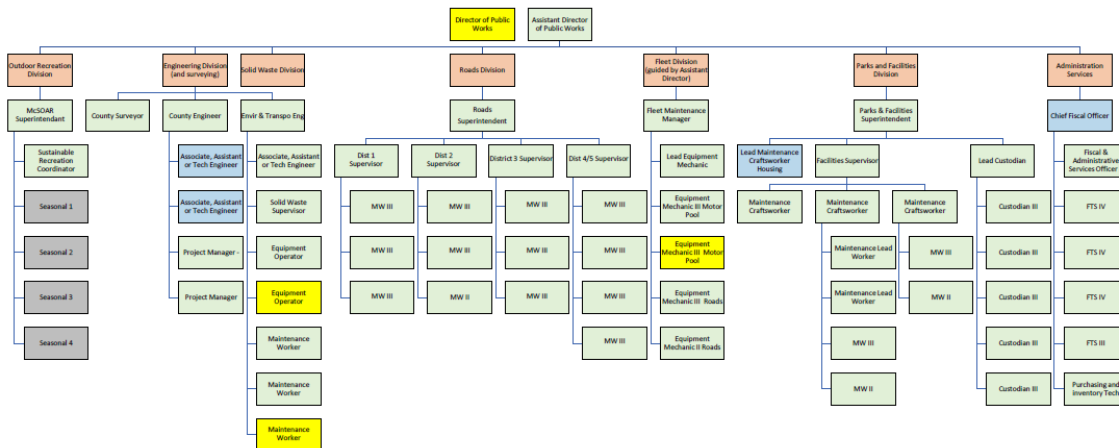 Director of Public
Works
Assistant Director
of Public Works
Outdoor Recreation
Division
Engineering Division
(and surveying)
Solid Waste Division
Roads Division
Fleet Division
(guided by Assistant
Director)
Parks and Facilities
Division
Administration
Services
McSOAR
Superintendant
County Surveyor
County Engineer
Envir & Transpo Eng
Roads
Superintendent
Fleet Maintenance
Manager
Parks & Facilities
Superintendent
Chief Fiscal Officer
Sustainable
Recreation
Coordinator
Associate, Assistant
or Tech Engineer
Associate, Assistant
or Tech Engineer
Dist 1
Supervisor
Dist 2
Supervisor
District 3 Supervisor
Dist 4/5 Supervisor
Lead Equipment
Mechanic
Lead Maintenance
Craftsworker
Housing
Facilities Supervisor
Lead Custodian
Fiscal &
Administrative
Services Officer
Seasonal 1
Associate, Assistant
or Tech Engineer
Solid Waste
Supervisor
MW III
MW III
MW III
MW III
Equipment
Mechanic III Motor
Pool
Maintenance
Craftsworker
Maintenance
Craftsworker
Maintenance
Craftsworker
Custodian III
FTS IV
Seasonal 2
Project Manager -
Equipment
Operator
MW III
MW III
MW III
MW III
Equipment
Mechanic III Motor
Pool
Maintenance Lead
Worker
MW III
Custodian III
FTS IV
Seasonal 3
Project Manager
Equipment
Operator
MW III
MW II
MW III
MW III
Equipment
Mechanic III Roads
Maintenance Lead
Worker
MW II
Custodian III
FTS IV
Seasonal 4
Maintenance
Worker
MW III
Equipment
Mechanic II Roads
MW III
Custodian III
FTS III
Maintenance
Worker
MW II
Custodian III
Purchasing and
inventory Tech
Maintenance
Worker